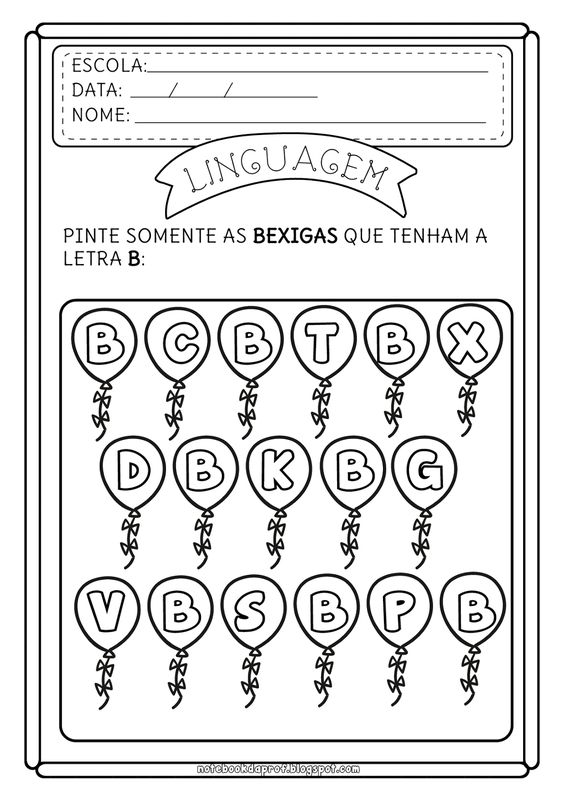 ESCOLA:
DATA: / /
NOME:
LINGUAGEM
PINTE SOMENTE AS BEXIGAS QUE TENHAM A
LETRA B:
B C B T B X
D B K B G
V B S B P B
notebookdaprof.blogspot.com